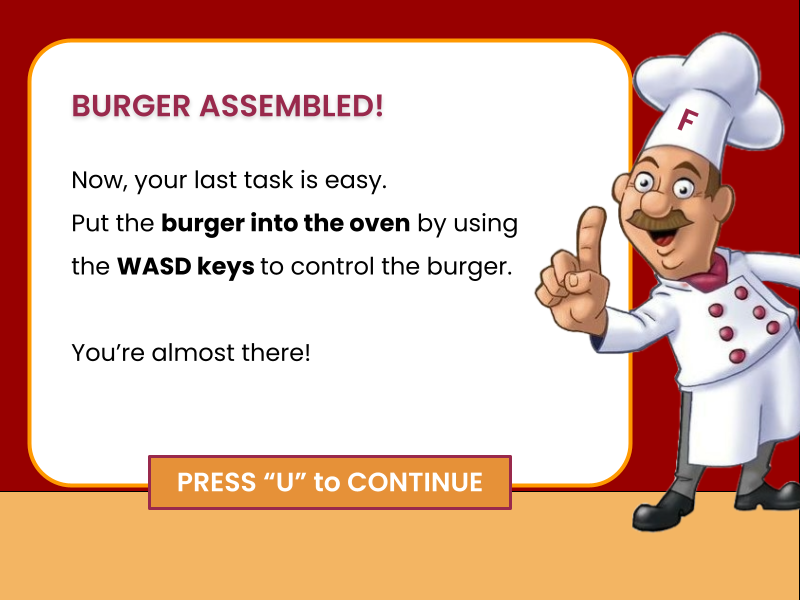 BURGER ASSEMBLED!
F
Now, your last task is easy.
Put the burger into the oven by using
the WASD keys to control the burger.
You’re almost there!
PRESS “U” to CONTINUE